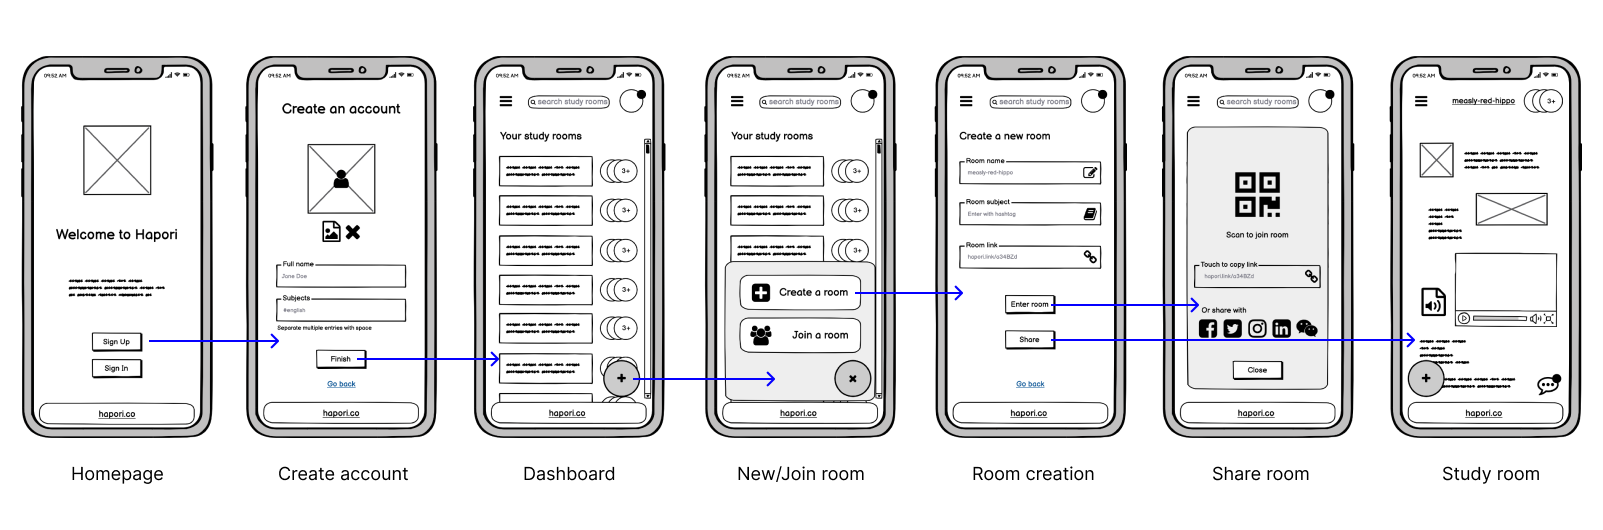 09:52 AM
Welcome to Hapori
Sign Up
Sign In
hapori.co
Homepage
09:52 AM
Create an account
Full name
Jane Doe
Subjects
#english
Separate multiple entries with space
Finish
Go back
hapori.co
Create account
09:52 AM
search study rooms
Your study rooms
3+
3+
3+
3+
3+
hapori.co
Dashboard
09:52 AM
search study rooms
Your study rooms
3+
3+
3+
Create a room
Join a room
hapori.co
New/Join room
09:52 AM
search study rooms
Create a new room
Room name
measly-red-hippo
Room subject
Enter with hashtag
Room link
hapori.link/a34BZd
Enter room
Share
Go back
hapori.co
Room creation
09:52 AM
search study rooms
Scan to join room
Touch to copy link
hapori.link/a34BZd
Or share with
Close
hapori.co
Share room
09:52 AM
measly-red-hippo
3+
hapori.co
Study room